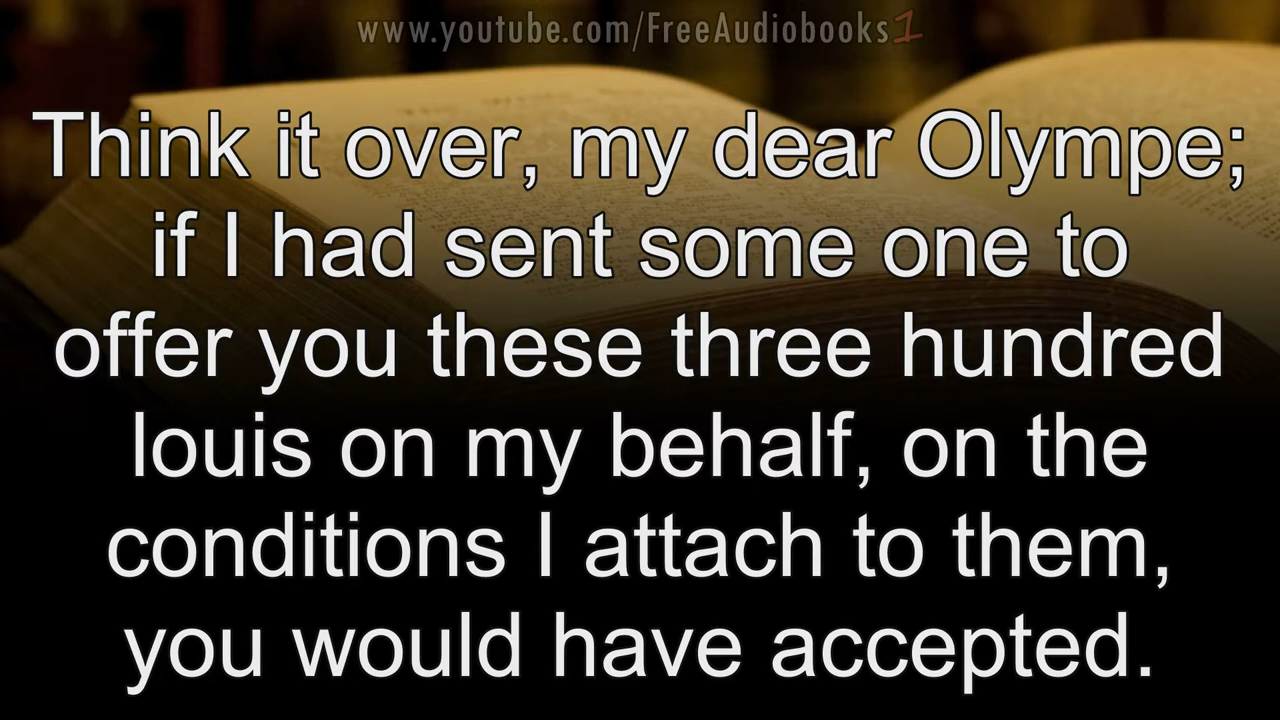 www.youtube.com/FreeAudiobooks1
Think it over, my dear Olympe;
if I had sent some one to
offer you these three hundred
louis on my behalf, on the
conditions I attach to them,
you would have accepted.